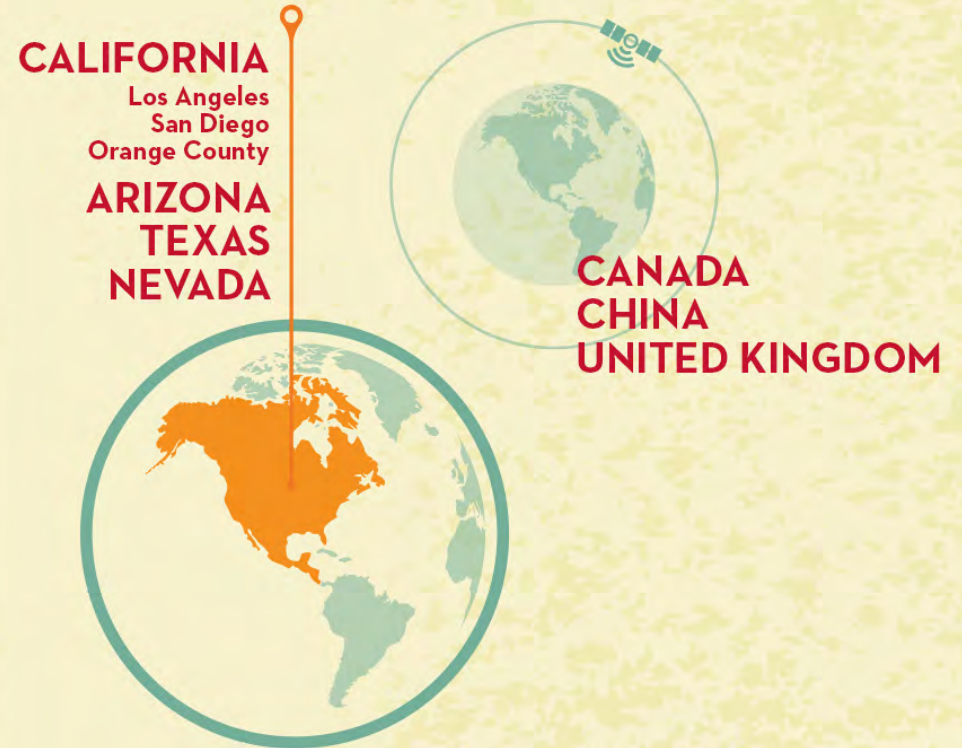 CALIFORNIA
Los Angeles
San Diego
Orange County
ARIZONA
TEXAS
NEVADA
CANADA
CHINA
UNITED KINGDOM